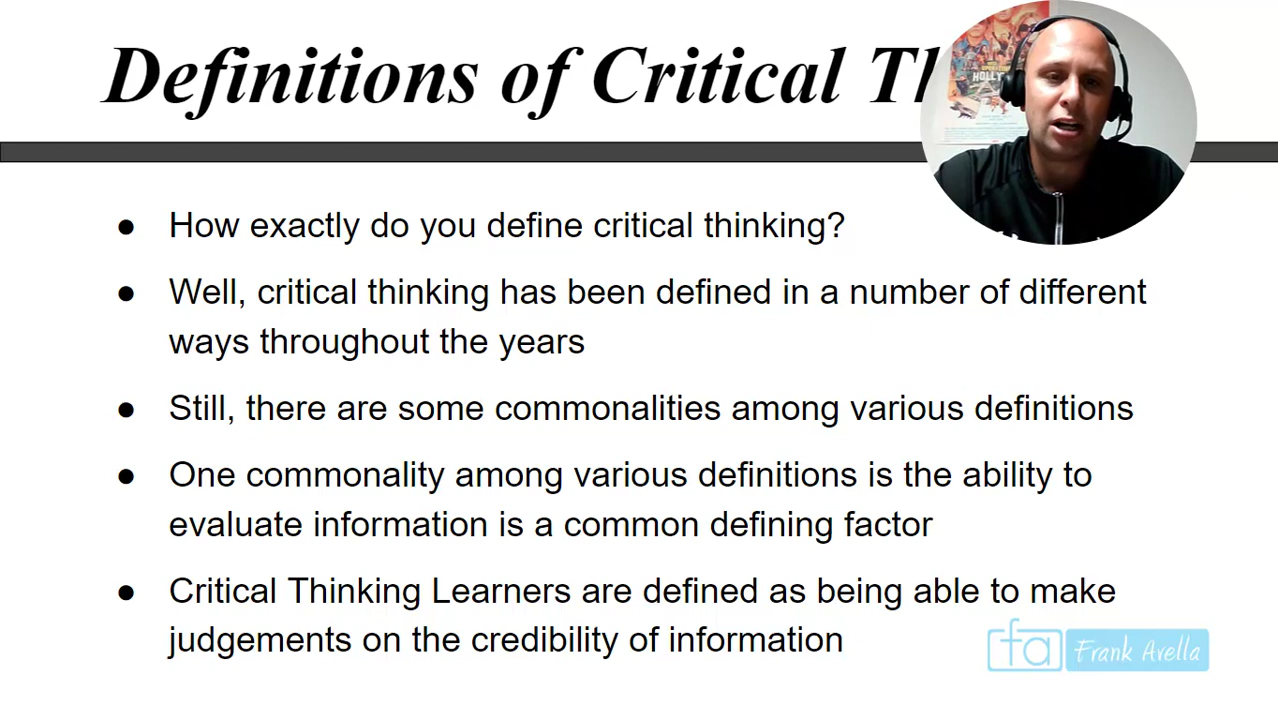 Definitions of Critical
How exactly do you define critical thinking?
Well, critical thinking has been defined in a number of different
ways throughout the years
Still, there are some commonalities among various definitions
One commonality among various definitions is the ability to
evaluate information is a common defining factor
Critical Thinking Learners are defined as being able to make
judgements on the credibility of information
fa Frank Avella